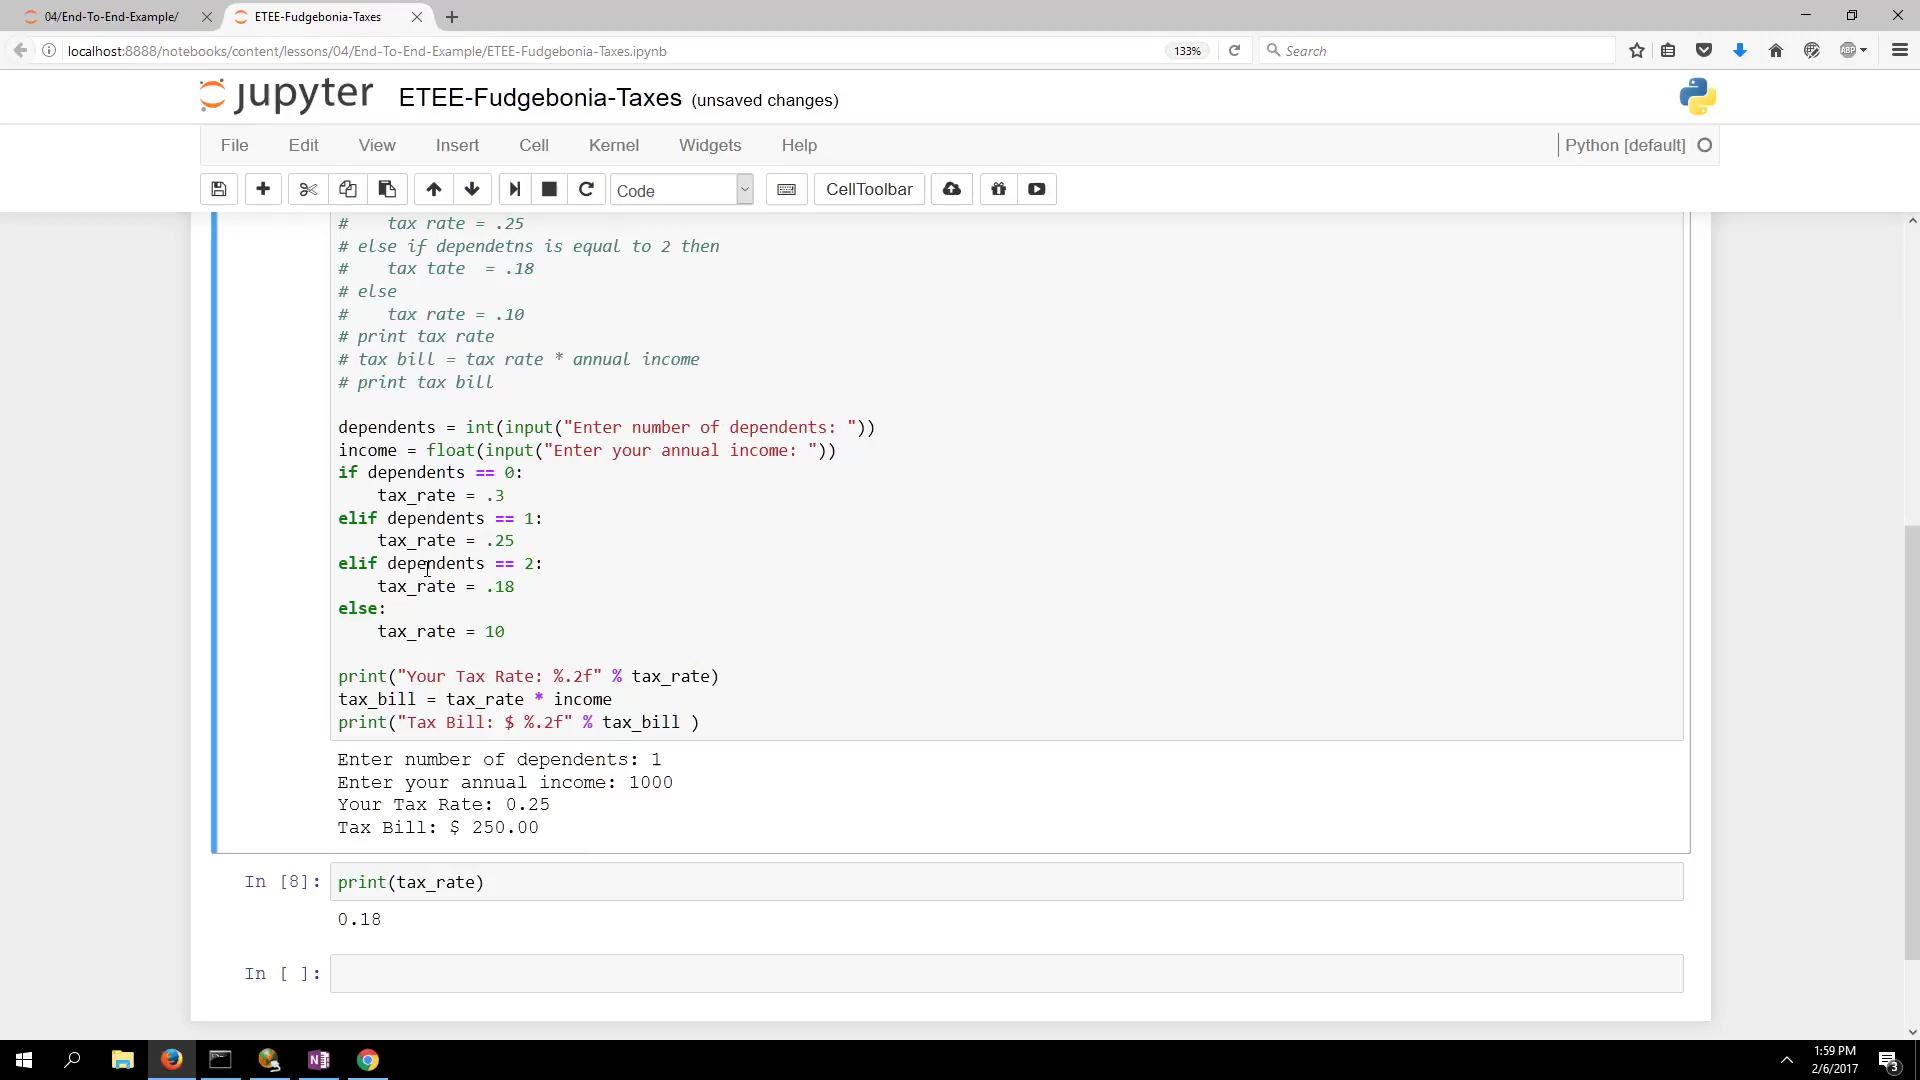 04/End-To-End-Example/
ETEE-Fudgebonia-Taxes
localhost:8888/notebooks/content/lessons/04/End-To-End-Example/ETEE-Fudgebonia-Taxes.ipynb
133%
Search
ABP
jupyter
ETEE-Fudgebonia-Taxes (unsaved changes)
File Edit View Insert Cell Kernel Widgets Help
Python [default]
Code
CellToolbar
#    tax rate = .25
# else if dependetns is equal to 2 then
#    tax tate  = .18
# else
#    tax rate = .10
# print tax rate
# tax bill = tax rate * annual income
# print tax bill
dependents = int(input("Enter number of dependents: "))
income = float(input("Enter your annual income: "))
if dependents == 0:
    tax_rate = .3
elif dependents == 1:
    tax_rate = .25
elif dependents == 2:
    tax_rate = .18
else:
    tax_rate = 10
print("Your Tax Rate: %.2f" % tax_rate)
tax_bill = tax_rate * income
print("Tax Bill: $ %.2f" % tax_bill )
Enter number of dependents: 1
Enter your annual income: 1000
Your Tax Rate: 0.25
Tax Bill: $ 250.00
In [8]: print(tax_rate)
0.18
In [ ]:
N
1:59 PM
2/6/2017
3